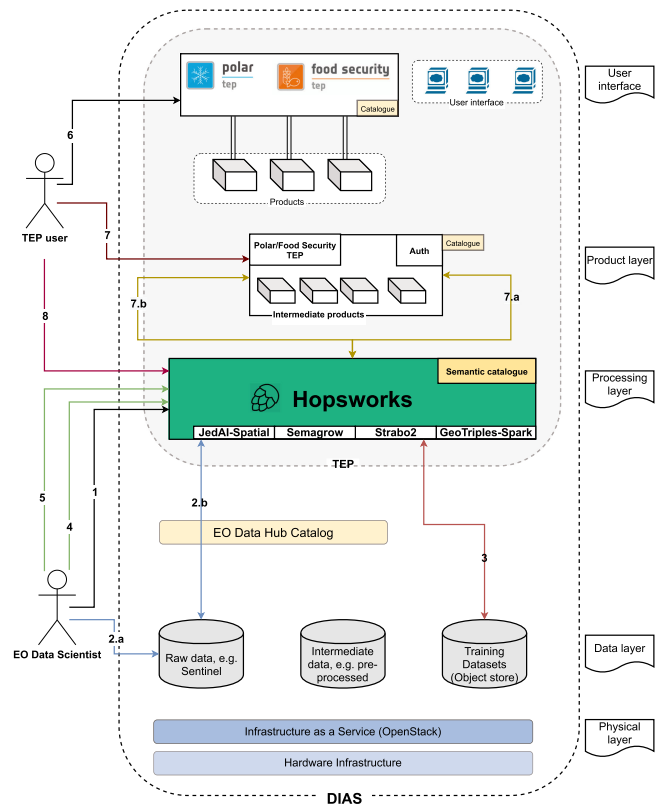 polar
tep
food security
tep
Catalogue
User interface
User
interface
6
Products
TEP user
7
Polar/Food Security
TEP
Auth
Catalogue
Product layer
7.b
7.a
Intermediate products
8
Semantic catalogue
Processing
layer
Hopsworks
JedAI-Spatial
Semagrow
Strabo2
GeoTriples-Spark
TEP
5
4
1
2.b
EO Data Hub Catalog
3
2.a
EO Data Scientist
Raw data, e.g.
Sentinel
Intermediate
data, e.g. pre-
processed
Training
Datasets
(Object store)
Data layer
Infrastructure as a Service (OpenStack)
Physical
layer
Hardware Infrastructure
DIAS